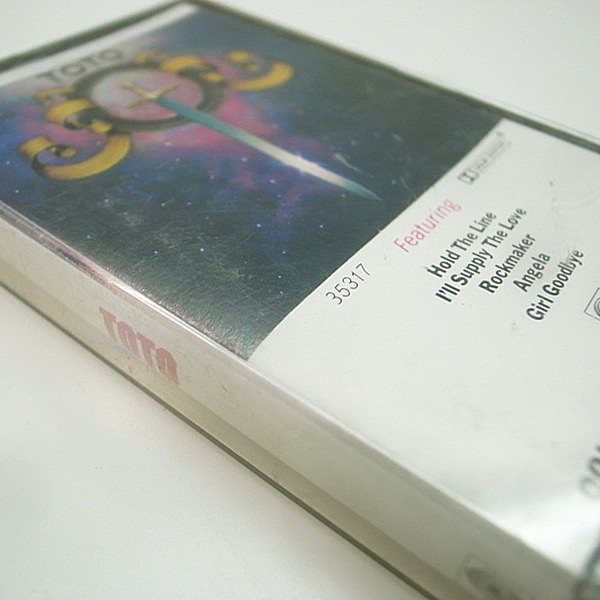 TOTO
Featuring
Hold The Line
I'll Supply The Love
Rockmaker
Angela
Girl Goodbye
35317
TOTO